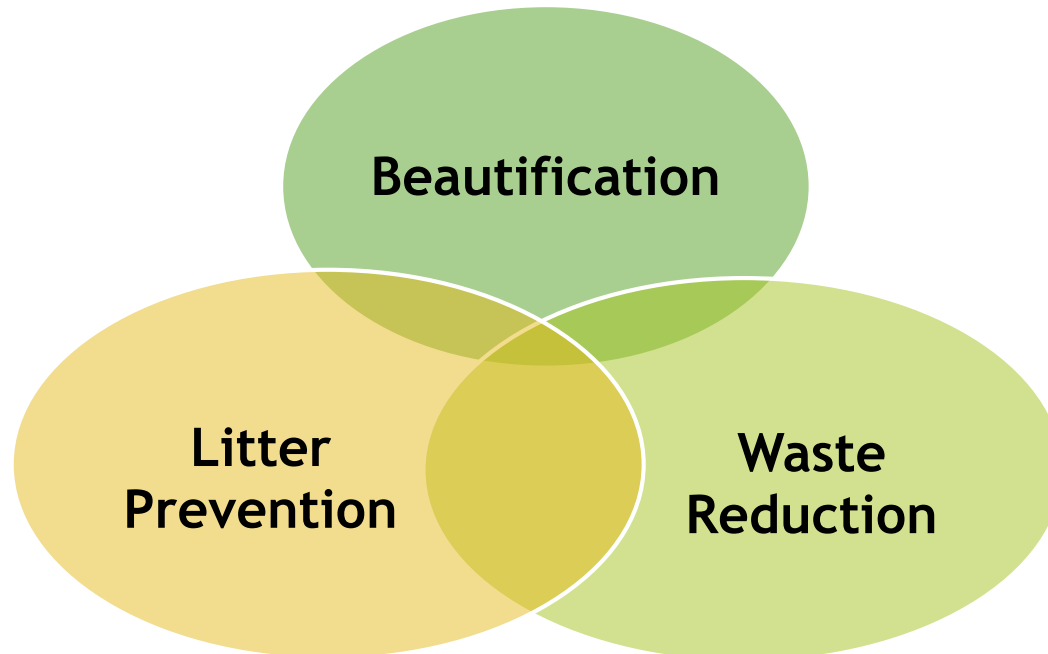 Beautification
Litter
Prevention
Waste
Reduction